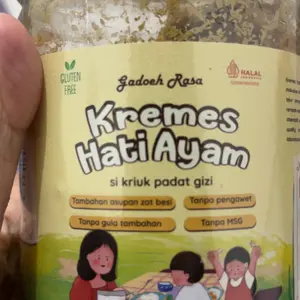 GLUTEN
FREE
Gadoeh Rasa
HALAL
Kremes
Hati Ayam
si kriuk padat gizi
Tambahan asupan zat besi
Tanpa pengawet
Tanpa gula tambahan
Tanpa MSG